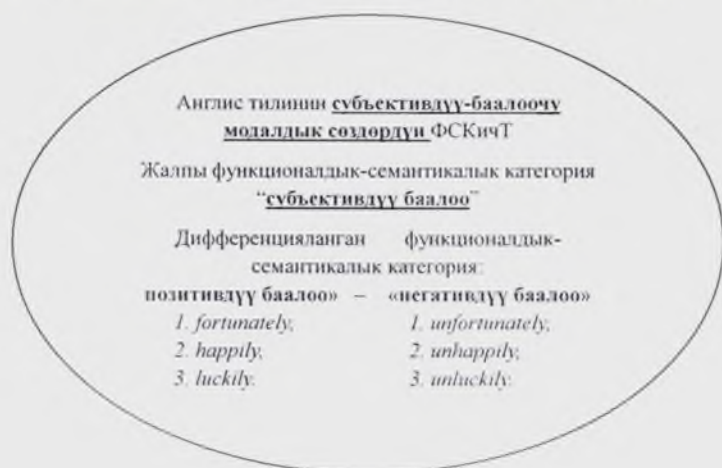 Англис тилинин субъективдүү-баалоочу
модалдык сөздөрдүн ФСКичТ
Жалпы функционалдык-семантикалык категория
“субъективдүү баалоо”
Дифференцияланган функционалдык-
семантикалык категория:
позитивдүү баалоо» – «негативдүү баалоо»
1. fortunately; 1. unfortunately;
2. happily; 2. unhappily;
3. luckily. 3. unluckily.